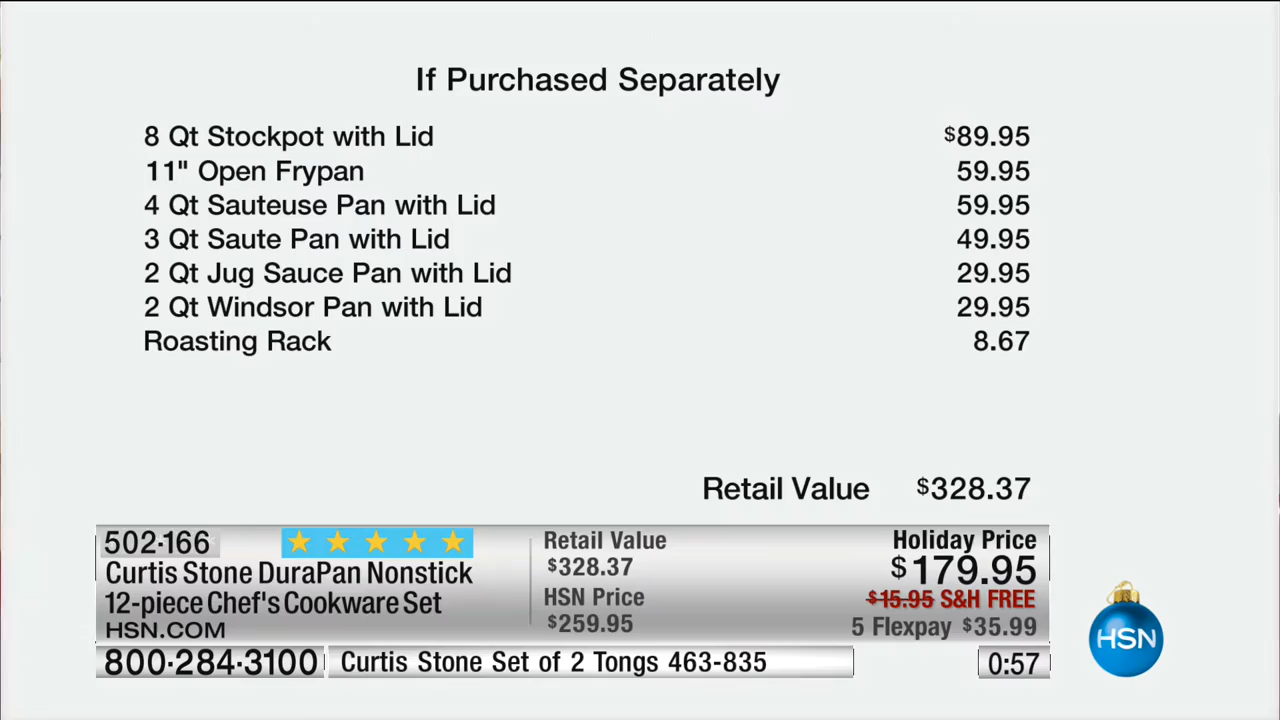 If Purchased Separately
8 Qt Stockpot with Lid $89.95
11" Open Frypan 59.95
4 Qt Sauteuse Pan with Lid 59.95
3 Qt Saute Pan with Lid 49.95
2 Qt Jug Sauce Pan with Lid 29.95
2 Qt Windsor Pan with Lid 29.95
Roasting Rack 8.67
Retail Value $328.37
502-166
Curtis Stone DuraPan Nonstick
12-piece Chef's Cookware Set
HSN.COM
Retail Value
$328.37
HSN Price
$259.95
Holiday Price
$179.95
$15.95 S&H FREE
5 Flexpay $35.99
800·284·3100 Curtis Stone Set of 2 Tongs 463-835 0:57
HSN